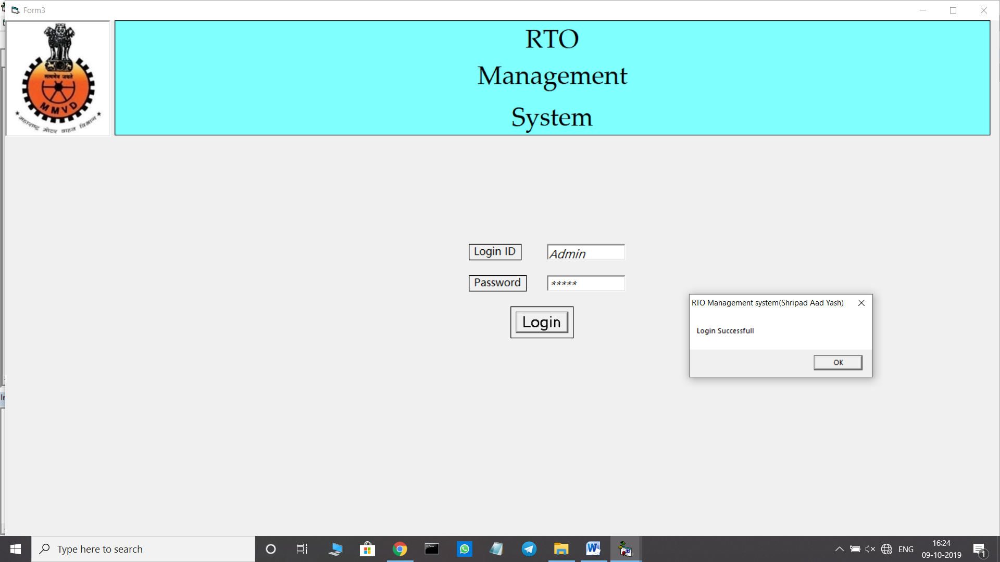 Form3
सत्यमेव जयते
MMVD
महाराष्ट्र मोटर वाहन विभाग
RTO
Management
System
Login ID
Admin
Password
*****
Login
RTO Management system(Shripad Aad Yash)
Login Successfull
OK
Type here to search
ENG
16:24
09-10-2019
1